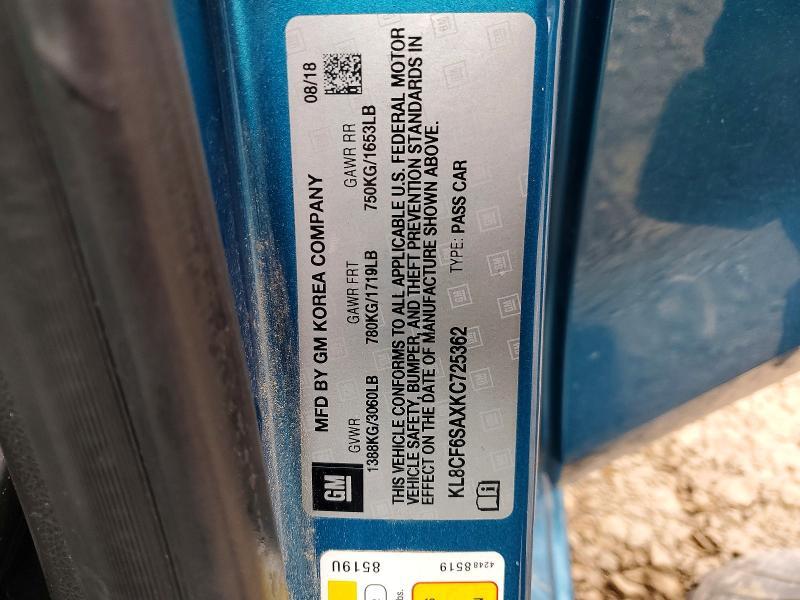 MFD BY GM KOREA COMPANY 08/18
GVWR GAWR FRT GAWR RR
1388KG/3060LB 780KG/1719LB 750KG/1653LB
THIS VEHICLE CONFORMS TO ALL APPLICABLE U.S. FEDERAL MOTOR
VEHICLE SAFETY, BUMPER, AND THEFT PREVENTION STANDARDS IN
EFFECT ON THE DATE OF MANUFACTURE SHOWN ABOVE.
KL8CF6SAXKC725362 TYPE: PASS CAR
GM
8519U
42488519